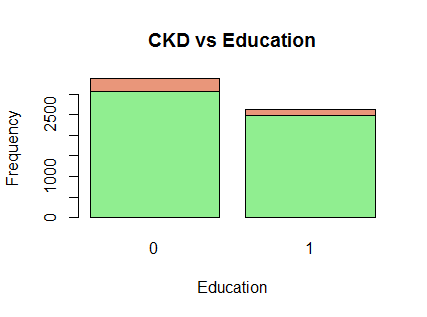 CKD vs Education
Frequency
2500
1000
0
0 1
Education